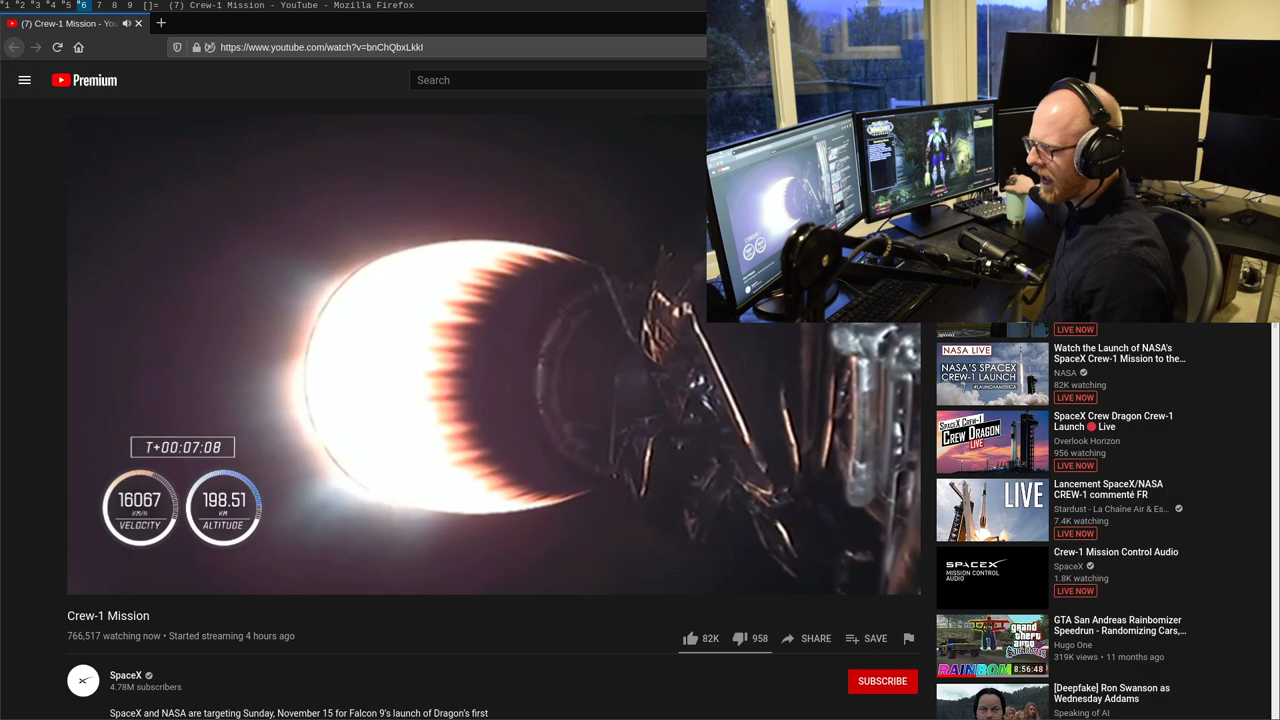 1 2 3 4 5 6 7 8 9 []= (7) Crew-1 Mission - YouTube - Mozilla Firefox
(7) Crew-1 Mission - You
https://www.youtube.com/watch?v=bnChQbxLkkI
Premium
Search
T+00:07:08
16067
KM/H
VELOCITY
198.51
KM
ALTITUDE
Crew-1 Mission
766,517 watching now • Started streaming 4 hours ago
82K
958
SHARE
SAVE
SpaceX
4.78M subscribers
SUBSCRIBE
SpaceX and NASA are targeting Sunday, November 15 for Falcon 9's launch of Crew Dragon's first
LIVE NOW
NASA LIVE
NASA'S SPACEX
CREW-1 LAUNCH
#LAUNCHAMERICA
Watch the Launch of NASA's
SpaceX Crew-1 Mission to the...
NASA
82K watching
LIVE NOW
SPACEX CREW-1
CREW DRAGON
LIVE
SpaceX Crew Dragon Crew-1
Launch 🔴 Live
Overlook Horizon
956 watching
LIVE NOW
LIVE
Lancement SpaceX/NASA
CREW-1 commenté FR
Stardust - La Chaîne Air & Es...
7.4K watching
LIVE NOW
SPACEX
MISSION CONTROL
AUDIO
Crew-1 Mission Control Audio
SpaceX
1.8K watching
LIVE NOW
grand
theft
auto
RAINBOM
8:56:48
GTA San Andreas Rainbomizer
Speedrun - Randomizing Cars,...
Hugo One
319K views • 11 months ago
[Deepfake] Ron Swanson as
Wednesday Addams
Speaking of AI